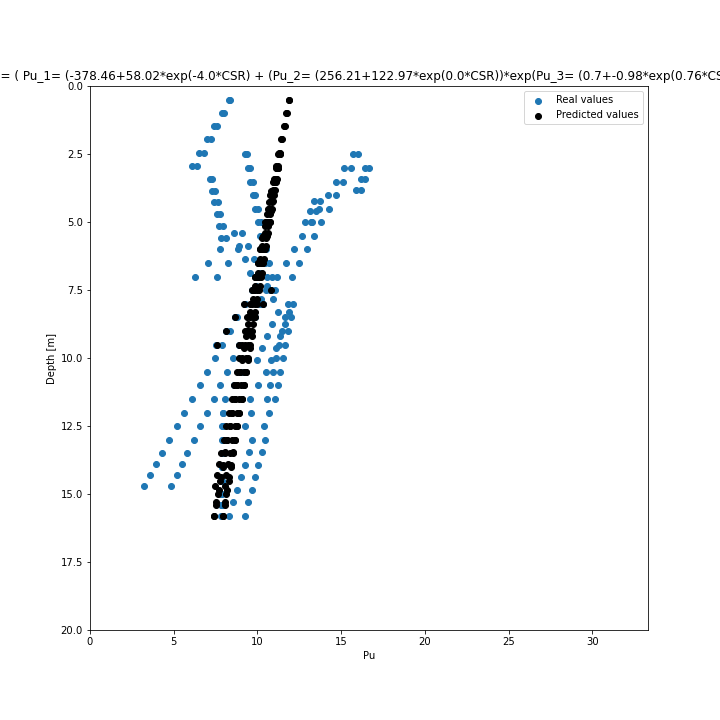 = ( Pu_1= (-378.46+58.02*exp(-4.0*CSR) + (Pu_2= (256.21+122.97*exp(0.0*CSR))*exp(Pu_3= (0.7+-0.98*exp(0.76*CS
Real values
Predicted values
0.0
2.5
5.0
7.5
10.0
12.5
15.0
17.5
20.0
Depth [m]
0 5 10 15 20 25 30
Pu